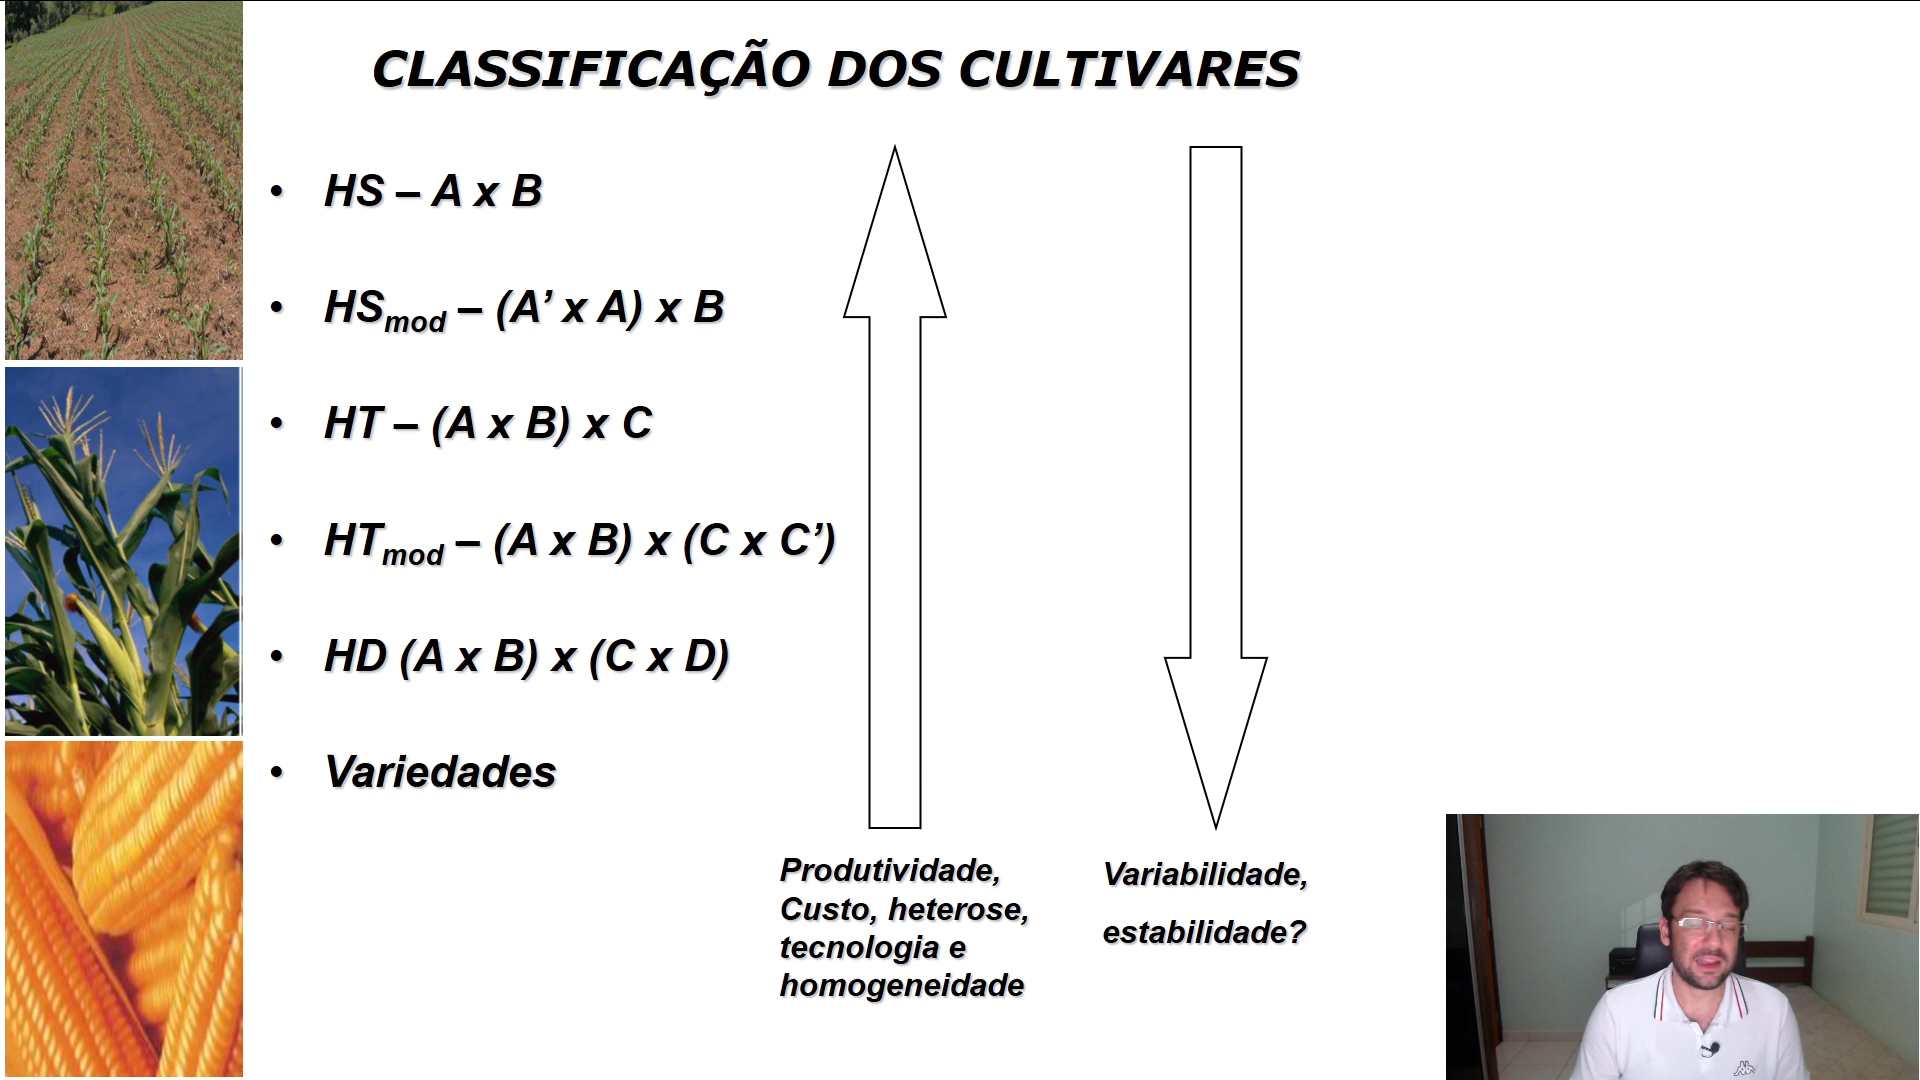 CLASSIFICAÇÃO DOS CULTIVARES
• HS – A x B
• HSmod – (A’ x A) x B
• HT – (A x B) x C
• HTmod – (A x B) x (C x C’)
• HD (A x B) x (C x D)
• Variedades
Produtividade,
Custo, heterose,
tecnologia e
homogeneidade
Variabilidade,
estabilidade?